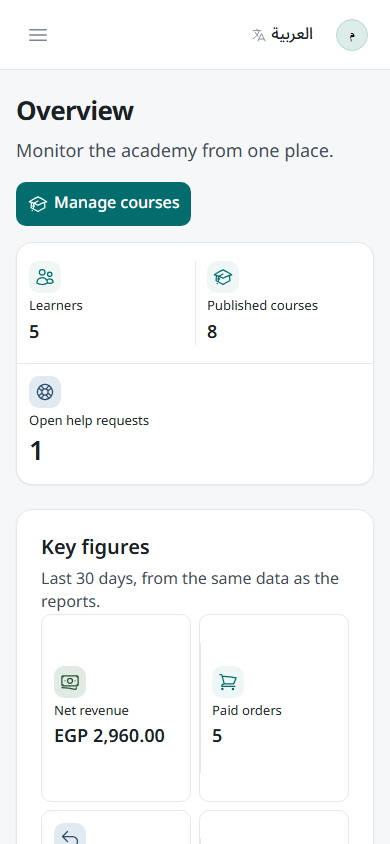 العربية
م
Overview
Monitor the academy from one place.
Manage courses
Learners
5
Published courses
8
Open help requests
1
Key figures
Last 30 days, from the same data as the
reports.
Net revenue
EGP 2,960.00
Paid orders
5